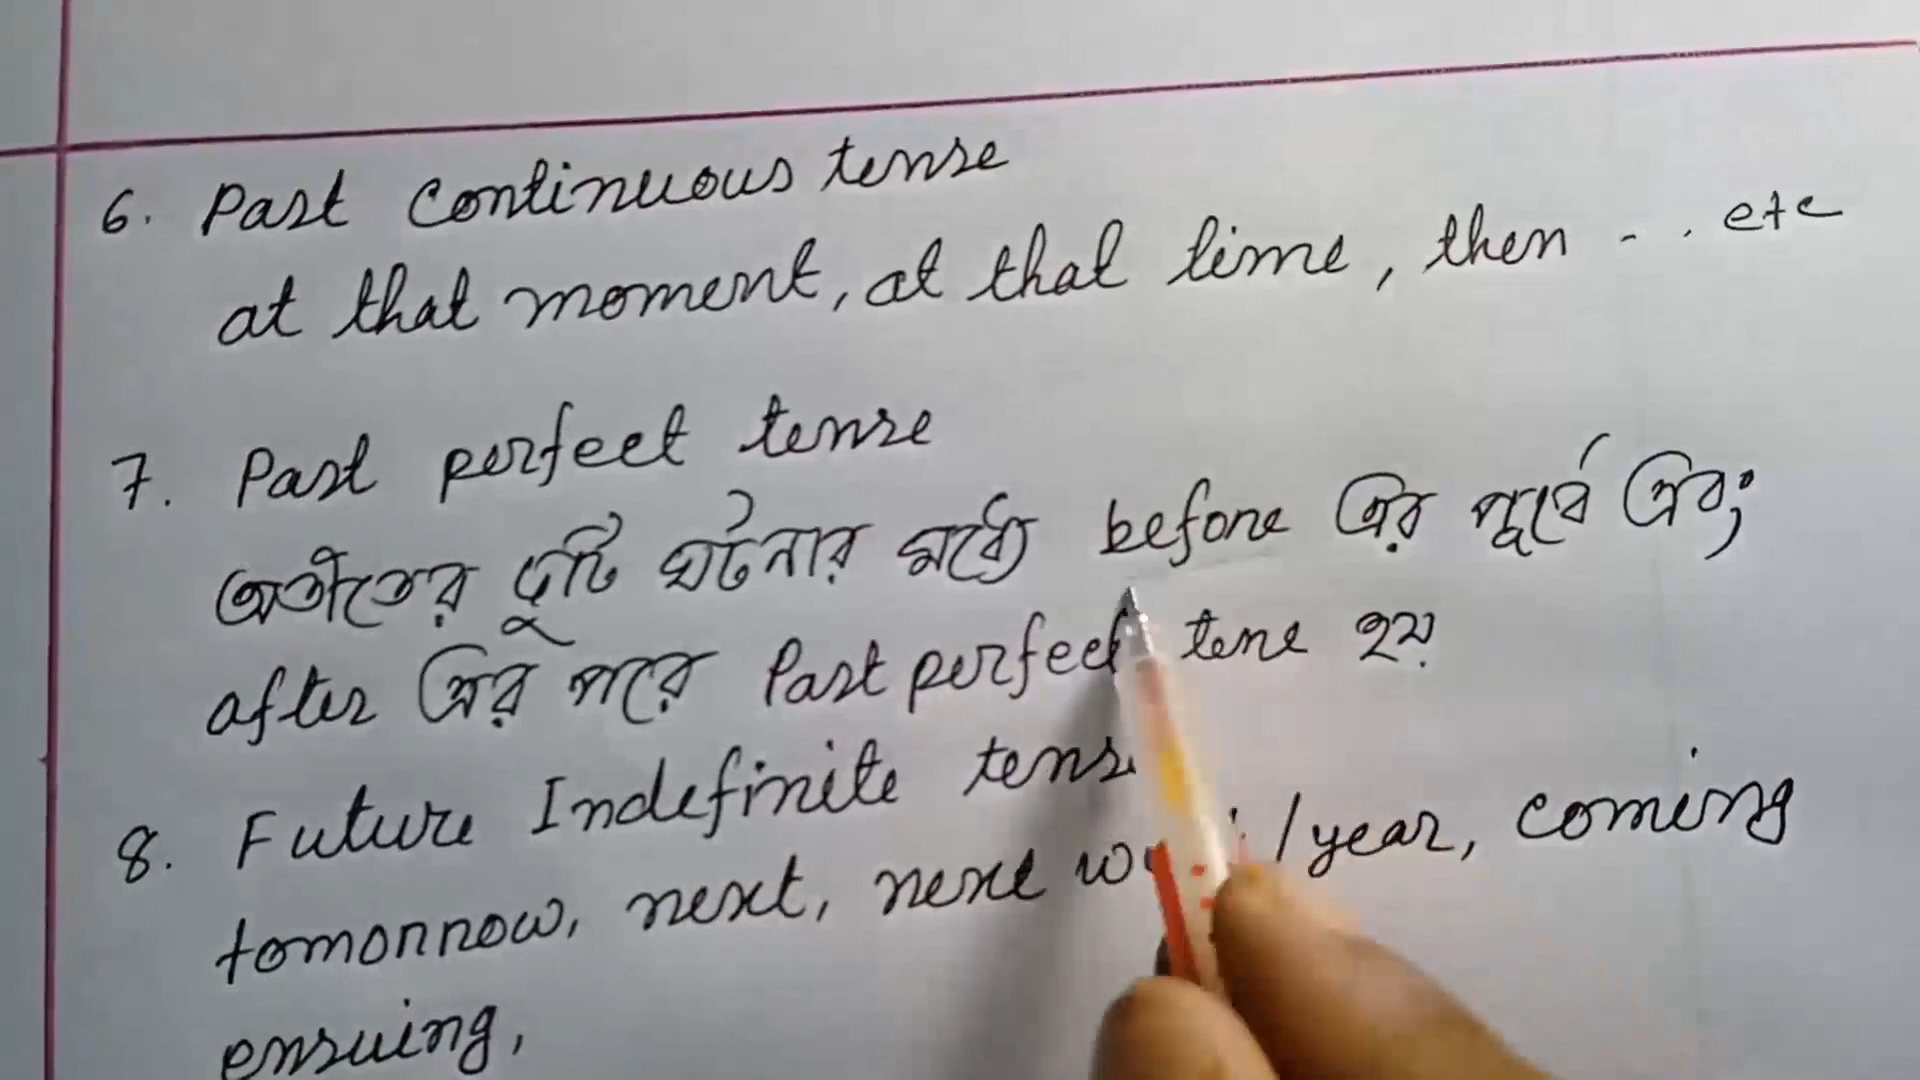 6. Past continuous tense
at that moment, at that time, then - . . etc
7. Past perfect tense
অতীতের দুটি ঘটনার মধ্যে before এর পূর্বে এবং
after এর পরে Past perfect tene হয়
8. Future Indefinite tense
tomorrow, next, next /year, coming
ensuing,